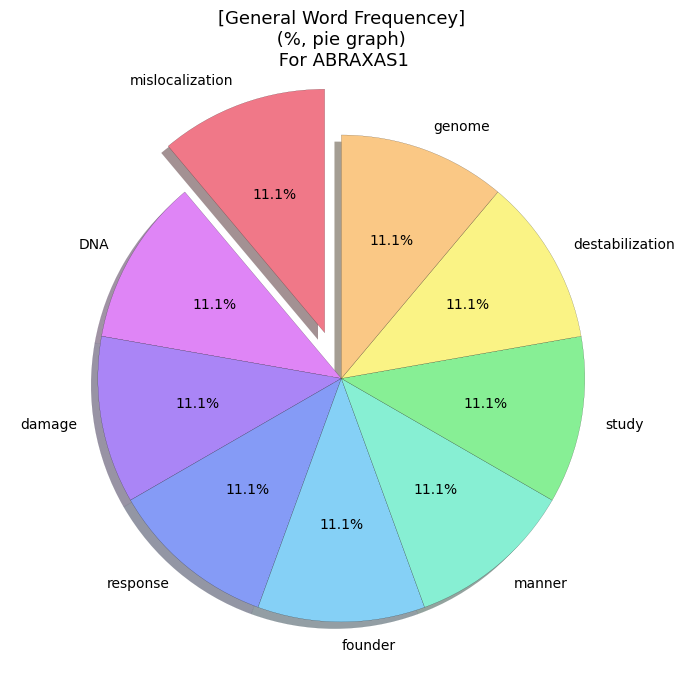 [General Word Frequencey]
(%, pie graph)
For ABRAXAS1
mislocalization
genome
11.1%
DNA
11.1%
destabilization
11.1%
11.1%
damage
11.1%
11.1%
study
11.1%
11.1%
11.1%
response
manner
founder